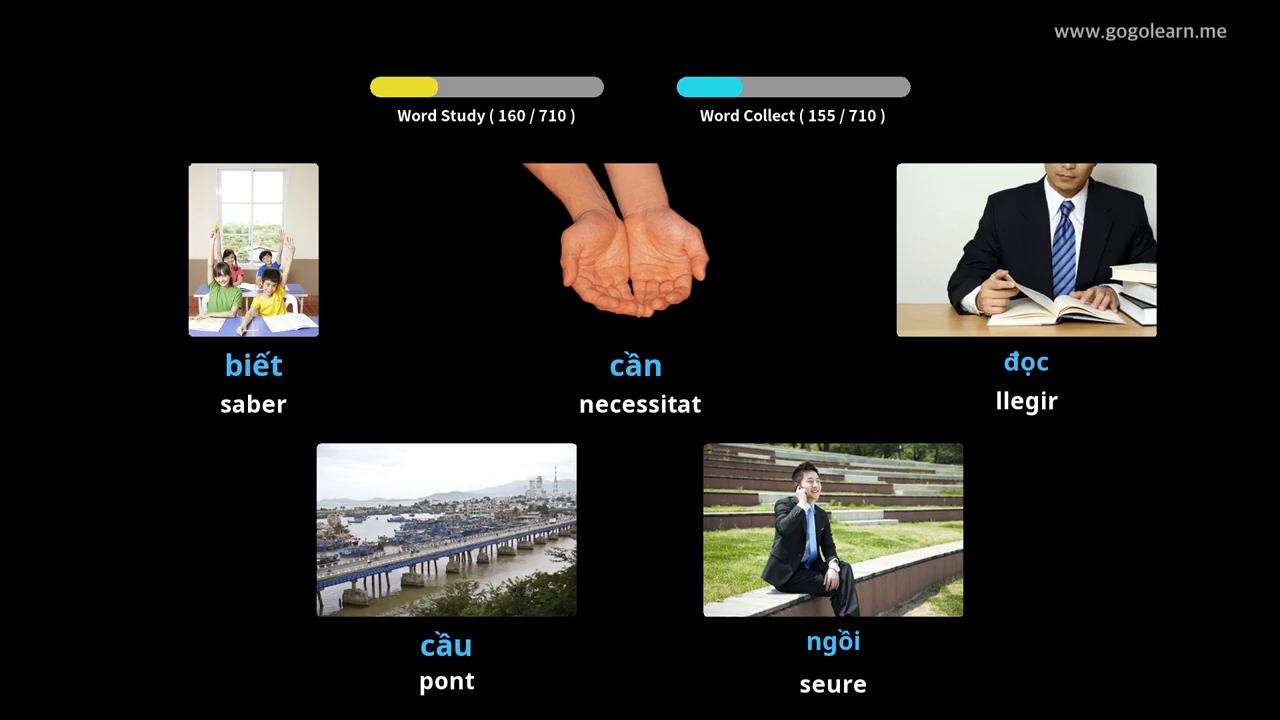 www.gogolearn.me
Word Study ( 160 / 710 )
Word Collect ( 155 / 710 )
biết
saber
cần
necessitat
đọc
llegir
cầu
pont
ngồi
seure